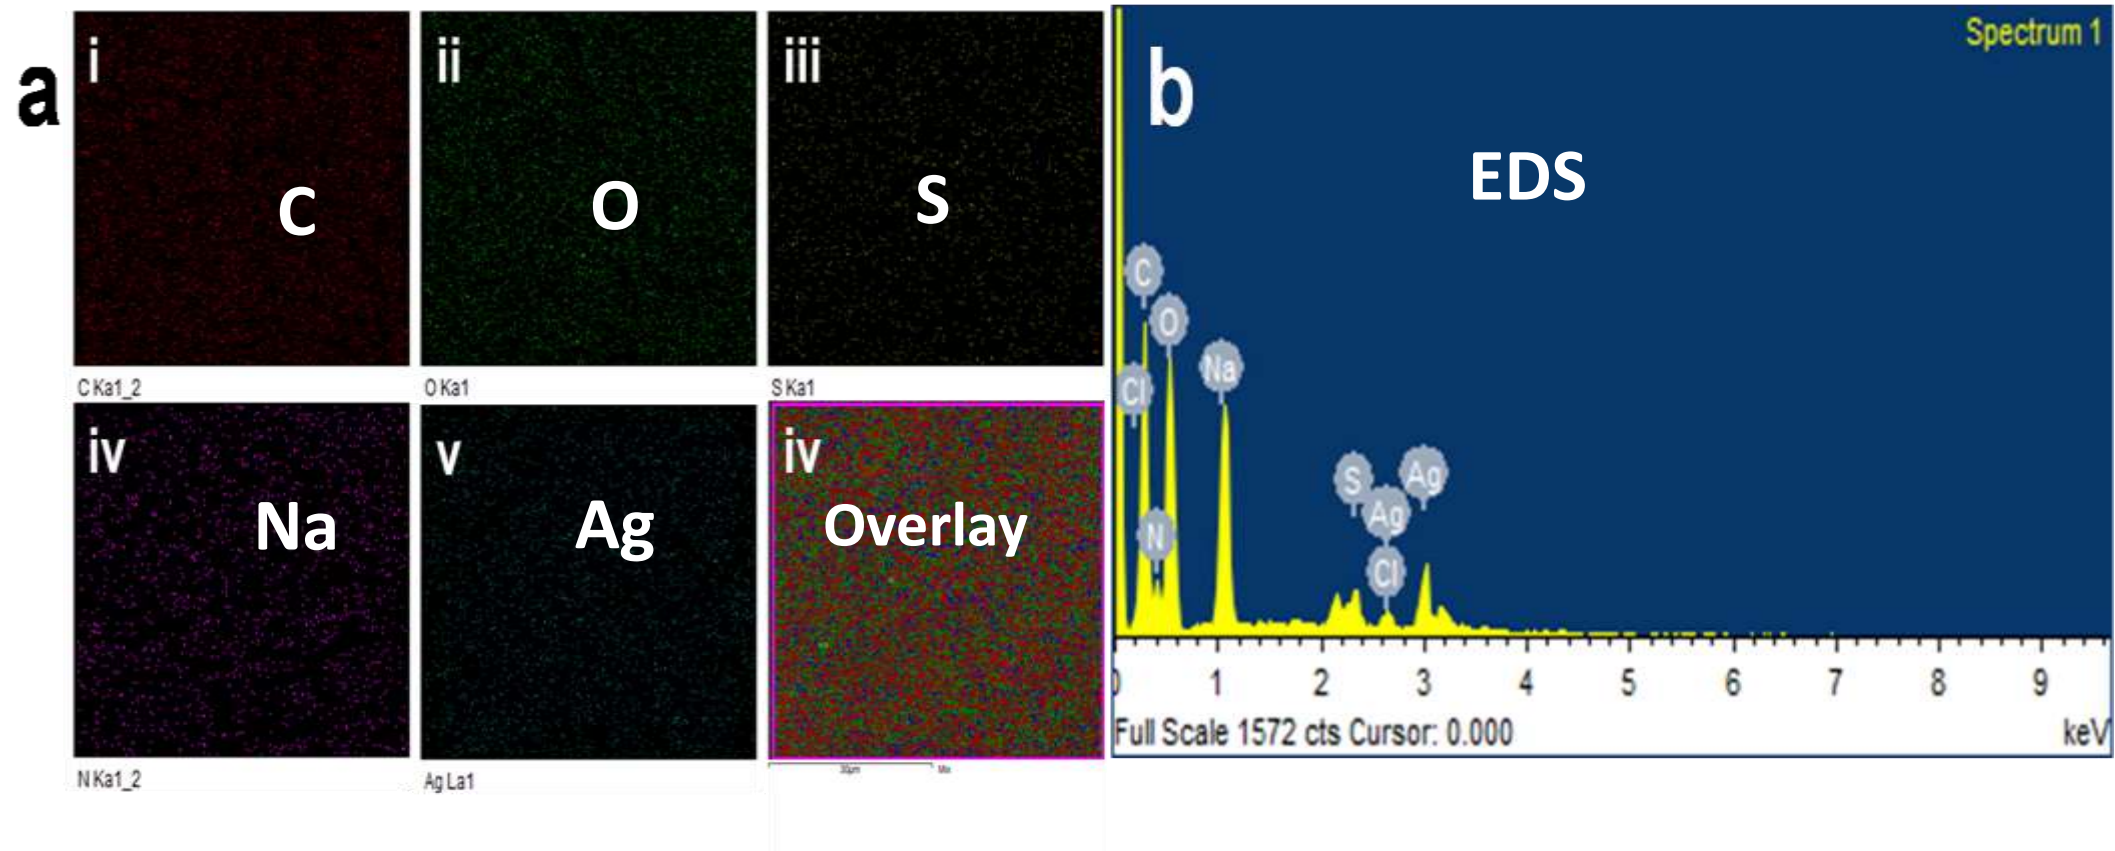 a
i
C
C Ka1_2
ii
O
O Ka1
iii
S
S Ka1
iv
Na
N Ka1_2
v
Ag
Ag La1
iv
Overlay
30µm
Mix
b
Spectrum 1
EDS
C
O
Cl
Na
N
S
Ag
Ag
Cl
0 1 2 3 4 5 6 7 8 9
Full Scale 1572 cts Cursor: 0.000 keV